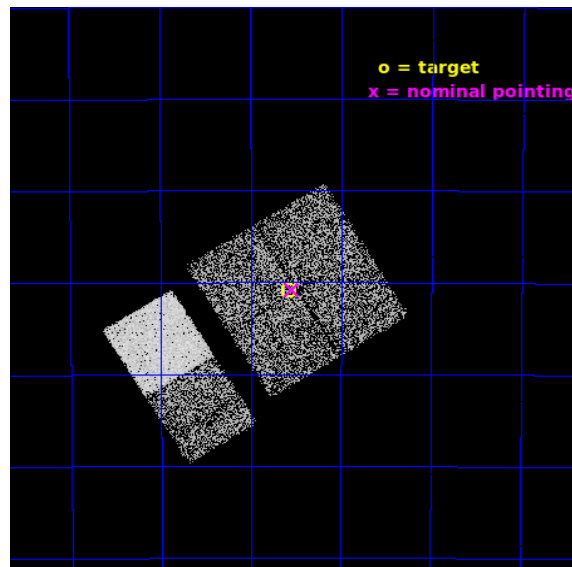 o = target
x = nominal pointing